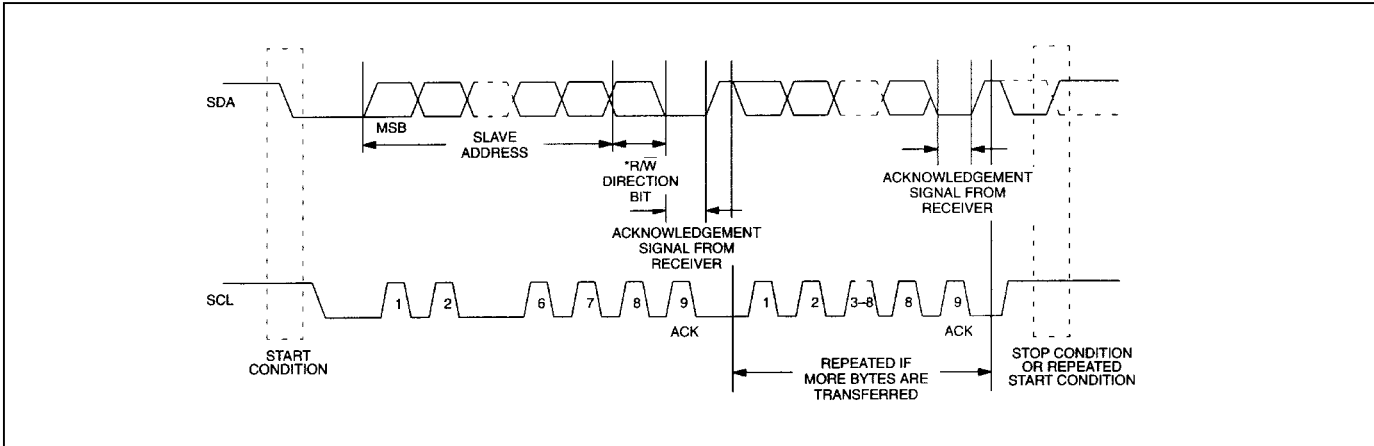 SDA
MSB
SLAVE
ADDRESS
*R/W̅
DIRECTION
BIT
ACKNOWLEDGEMENT
SIGNAL FROM
RECEIVER
ACKNOWLEDGEMENT
SIGNAL FROM
RECEIVER
SCL
1 2 6 7 8 9 1 2 3–8 8 9
ACK ACK
START
CONDITION
REPEATED IF
MORE BYTES ARE
TRANSFERRED
STOP CONDITION
OR REPEATED
START CONDITION